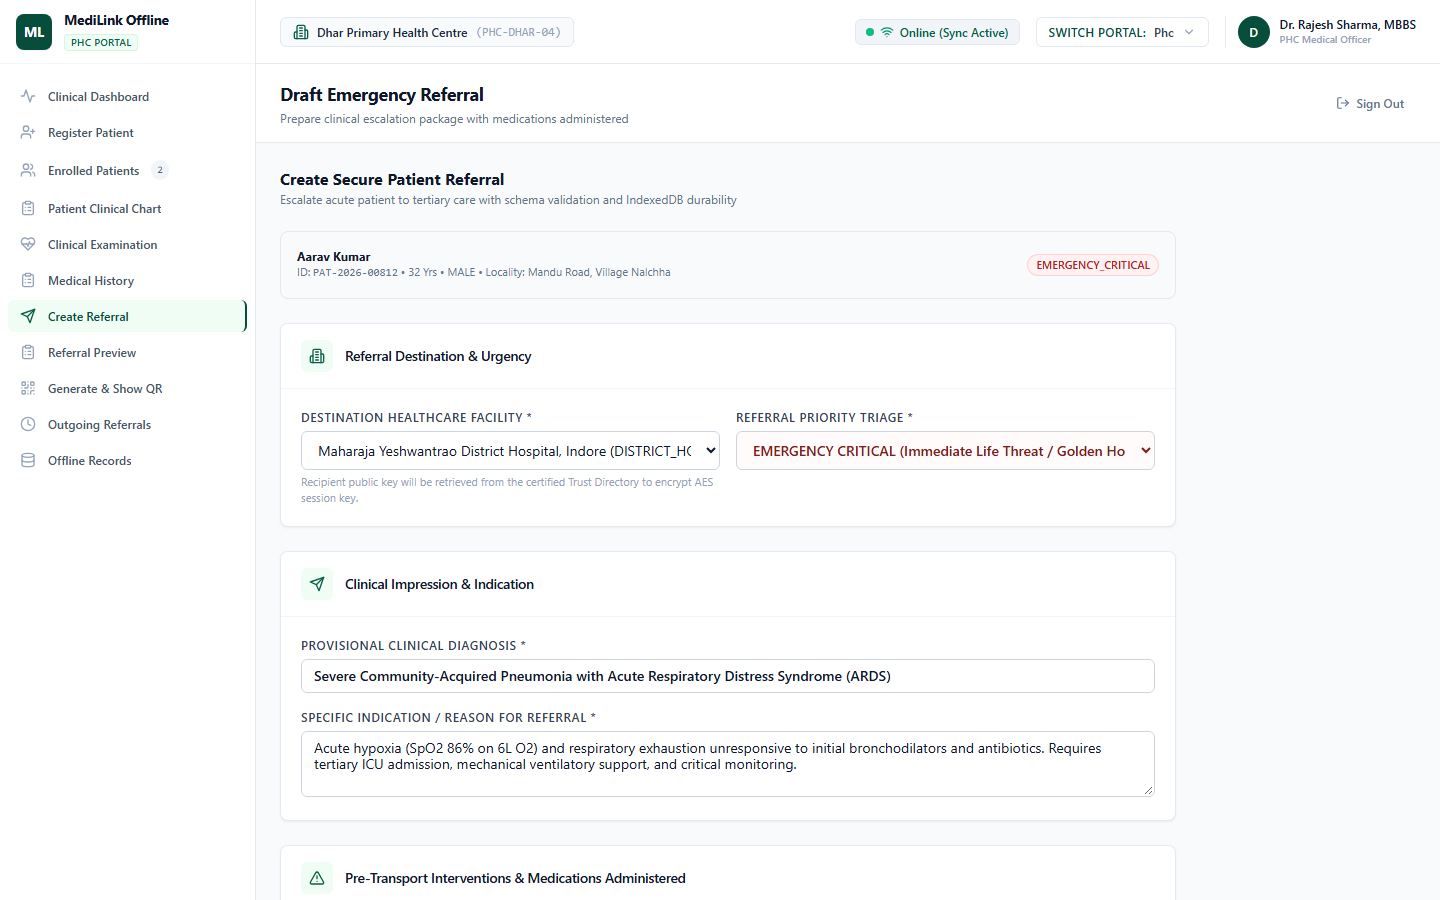 ML
MediLink Offline
PHC PORTAL
Clinical Dashboard
Register Patient
Enrolled Patients 2
Patient Clinical Chart
Clinical Examination
Medical History
Create Referral
Referral Preview
Generate & Show QR
Outgoing Referrals
Offline Records
Dhar Primary Health Centre (PHC-DHAR-04)
Online (Sync Active)
SWITCH PORTAL: Phc
D
Dr. Rajesh Sharma, MBBS
PHC Medical Officer
Draft Emergency Referral
Prepare clinical escalation package with medications administered
Sign Out
Create Secure Patient Referral
Escalate acute patient to tertiary care with schema validation and IndexedDB durability
Aarav Kumar
ID: PAT-2026-00812 • 32 Yrs • MALE • Locality: Mandu Road, Village Nalchha
EMERGENCY_CRITICAL
Referral Destination & Urgency
DESTINATION HEALTHCARE FACILITY *
Maharaja Yeshwantrao District Hospital, Indore (DISTRICT_HO
Recipient public key will be retrieved from the certified Trust Directory to encrypt AES
session key.
REFERRAL PRIORITY TRIAGE *
EMERGENCY CRITICAL (Immediate Life Threat / Golden Ho
Clinical Impression & Indication
PROVISIONAL CLINICAL DIAGNOSIS *
Severe Community-Acquired Pneumonia with Acute Respiratory Distress Syndrome (ARDS)
SPECIFIC INDICATION / REASON FOR REFERRAL *
Acute hypoxia (SpO2 86% on 6L O2) and respiratory exhaustion unresponsive to initial bronchodilators and antibiotics. Requires
tertiary ICU admission, mechanical ventilatory support, and critical monitoring.
Pre-Transport Interventions & Medications Administered